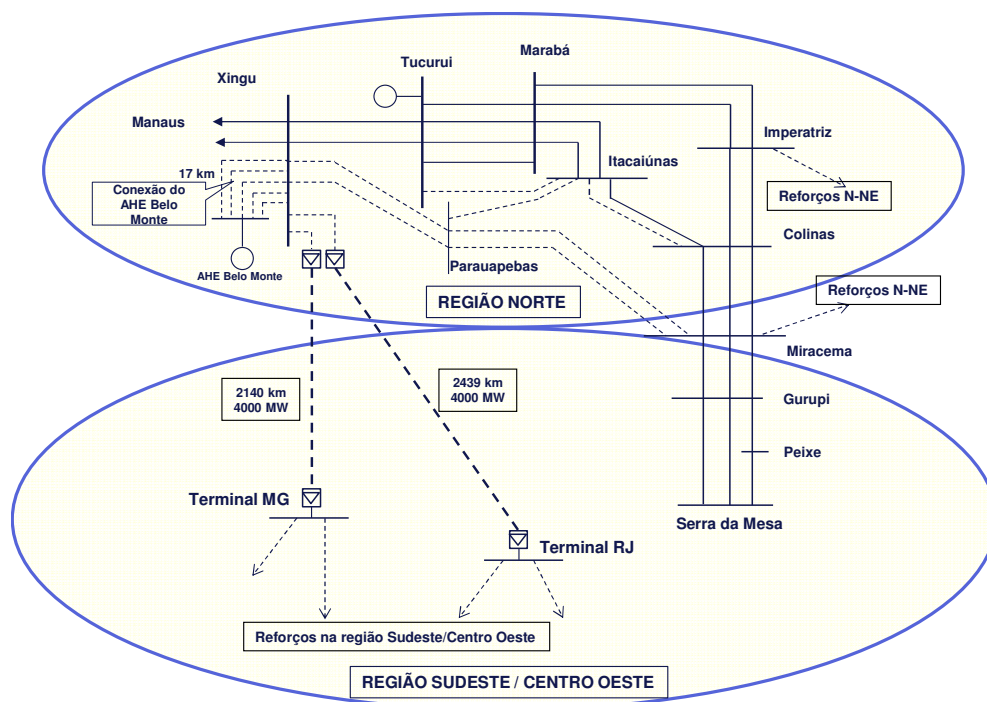 Marabá
Tucurui
Xingu
Manaus
Imperatriz
17 km
Conexão do
AHE Belo
Monte
Itacaiúnas
Reforços N-NE
Colinas
AHE Belo Monte
Parauapebas
REGIÃO NORTE
Reforços N-NE
Miracema
2140 km
4000 MW
2439 km
4000 MW
Gurupi
Peixe
Terminal MG
Serra da Mesa
Terminal RJ
Reforços na região Sudeste/Centro Oeste
REGIÃO SUDESTE / CENTRO OESTE